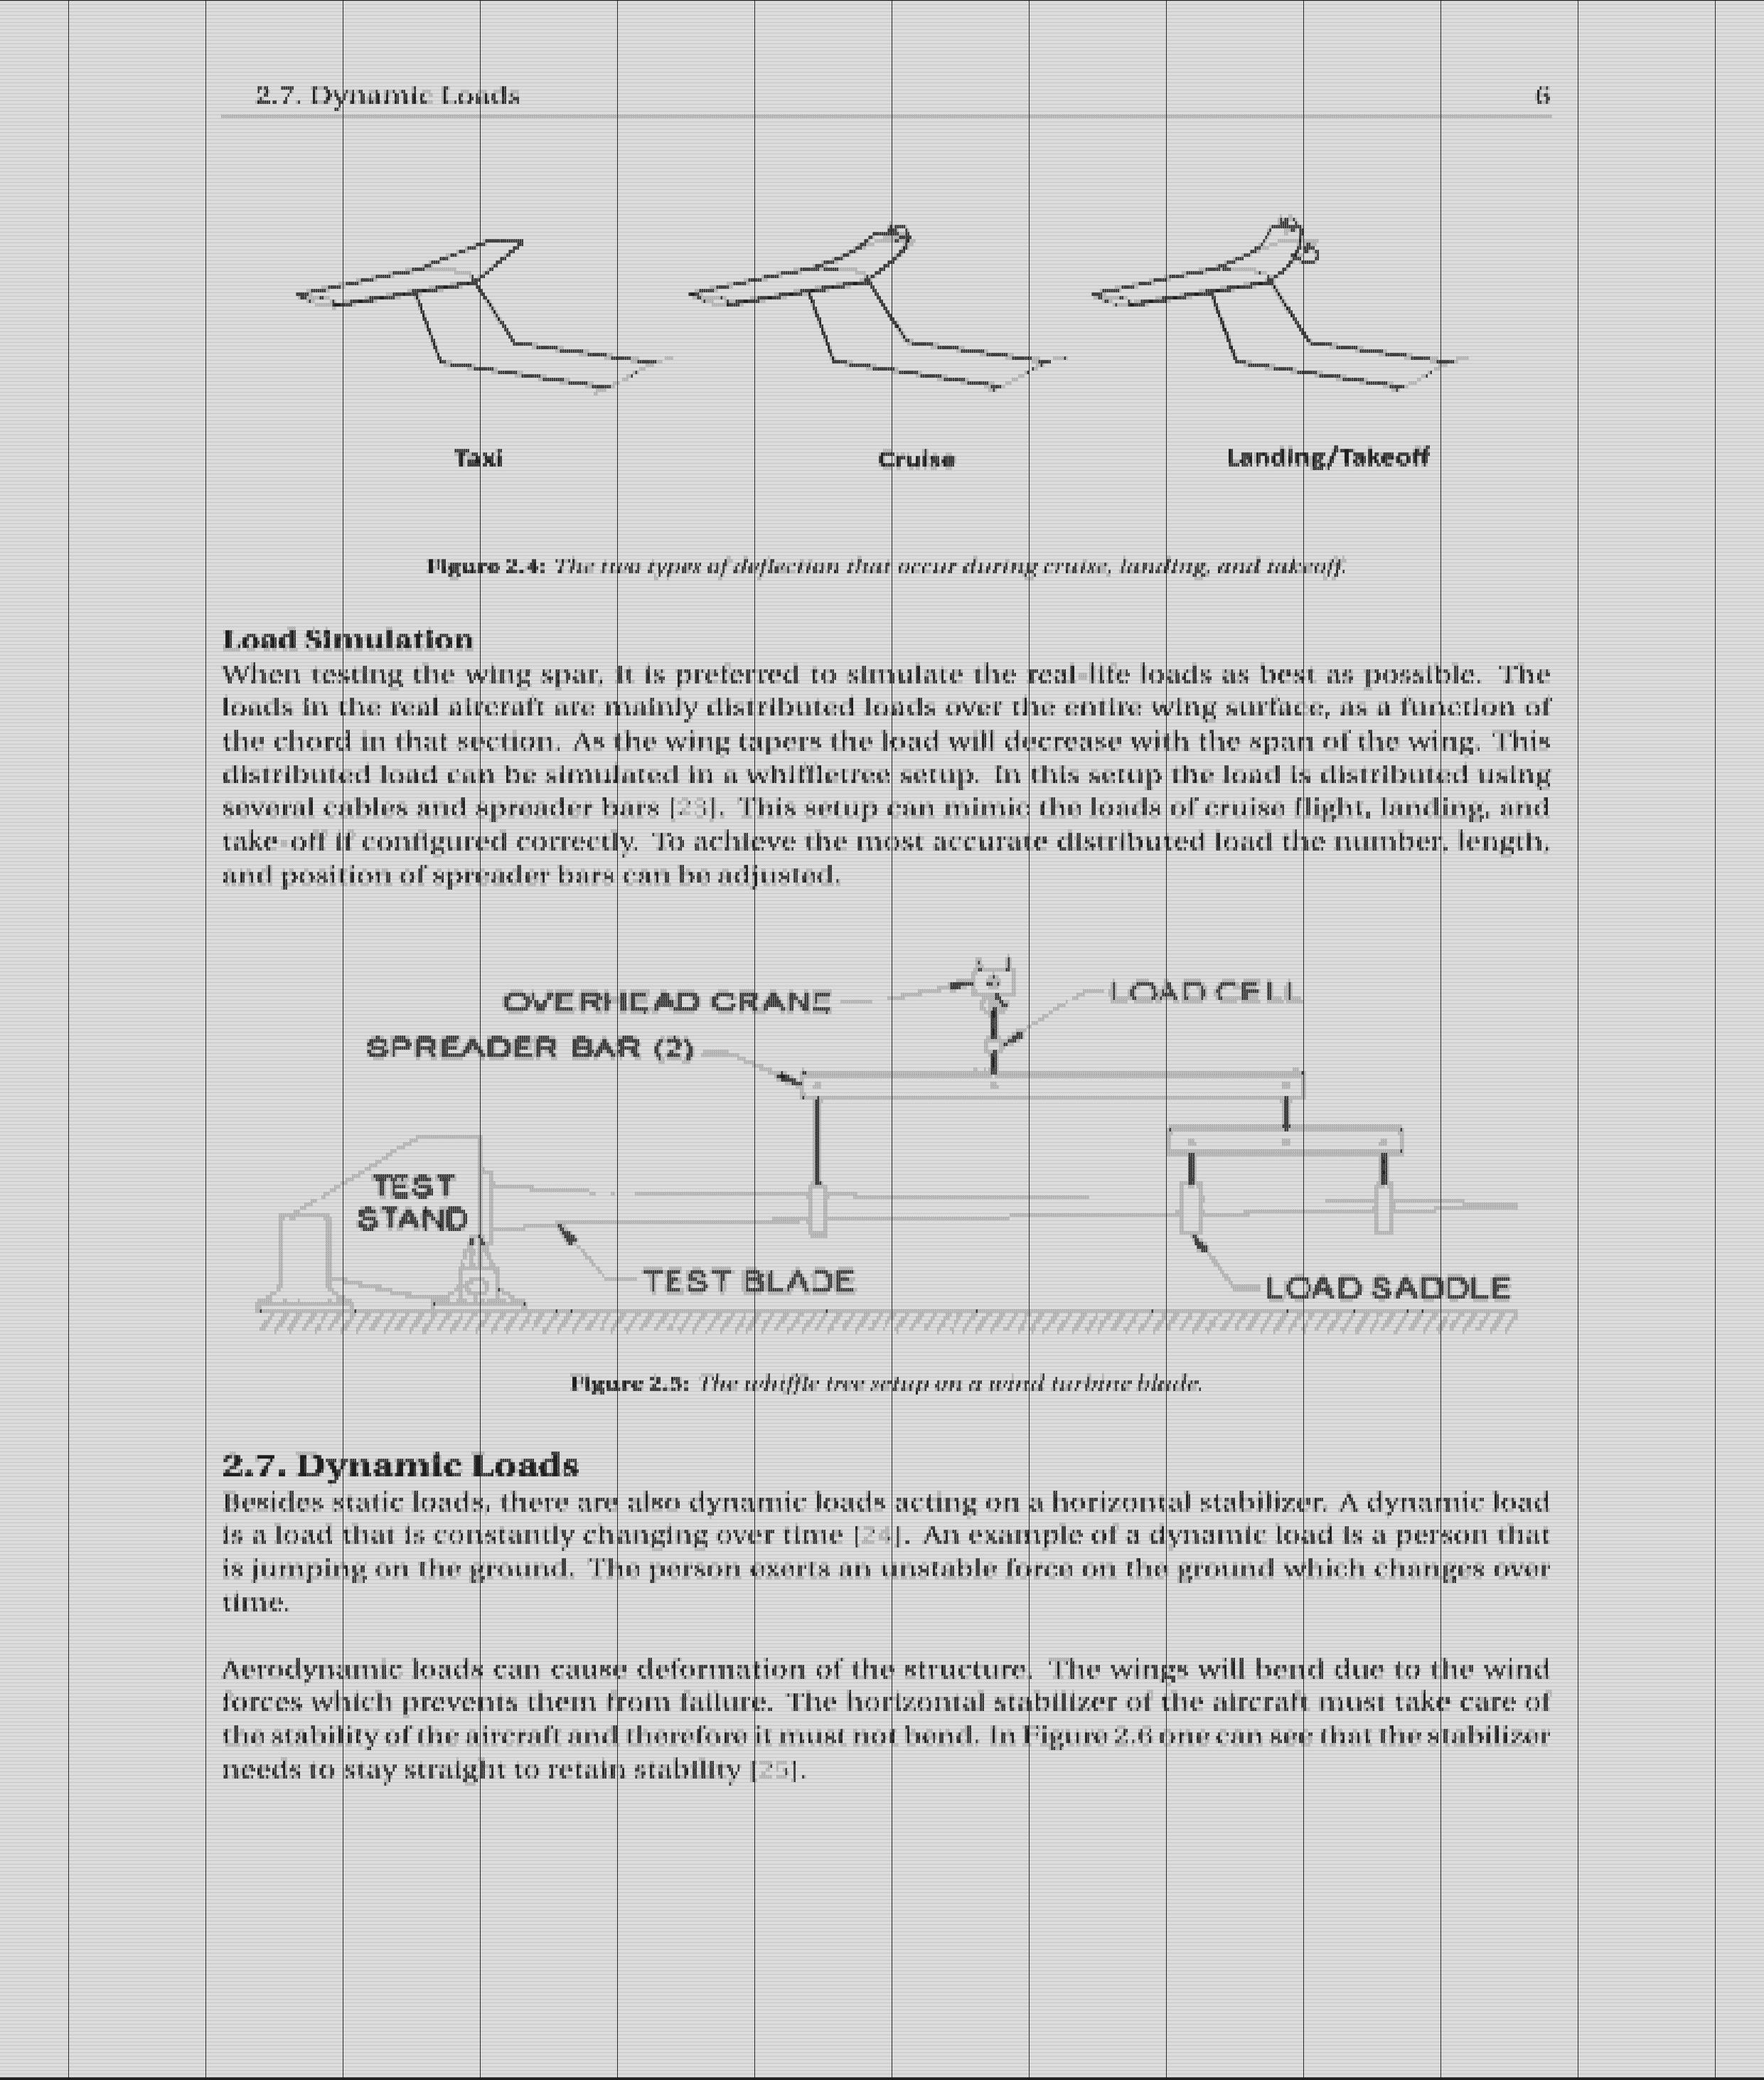 2.7. Dynamic Loads 6
Taxi Cruise Landing/Takeoff
Figure 2.4: The two types of deflection that occur during cruise, landing, and takeoff.
Load Simulation
When testing the wing spar, it is preferred to simulate the real-life loads as best as possible. The
loads in the real aircraft are mainly distributed loads over the entire wing surface, as a function of
the chord in that section. As the wing tapers the load will decrease with the span of the wing. This
distributed load can be simulated in a whiffletree setup. In this setup the load is distributed using
several cables and spreader bars [23]. This setup can mimic the loads of cruise flight, landing, and
take-off if configured correctly. To achieve the most accurate distributed load the number, length,
and position of spreader bars can be adjusted.
OVERHEAD CRANE
LOAD CELL
SPREADER BAR (2)
TEST
STAND
TEST BLADE
LOAD SADDLE
Figure 2.5: The whiffle tree setup on a wind turbine blade.
2.7. Dynamic Loads
Besides static loads, there are also dynamic loads acting on a horizontal stabilizer. A dynamic load
is a load that is constantly changing over time [24]. An example of a dynamic load is a person that
is jumping on the ground. The person exerts an unstable force on the ground which changes over
time.
Aerodynamic loads can cause deformation of the structure. The wings will bend due to the wind
forces which prevents them from failure. The horizontal stabilizer of the aircraft must take care of
the stability of the aircraft and therefore it must not bend. In Figure 2.6 one can see that the stabilizer
needs to stay straight to retain stability [25].